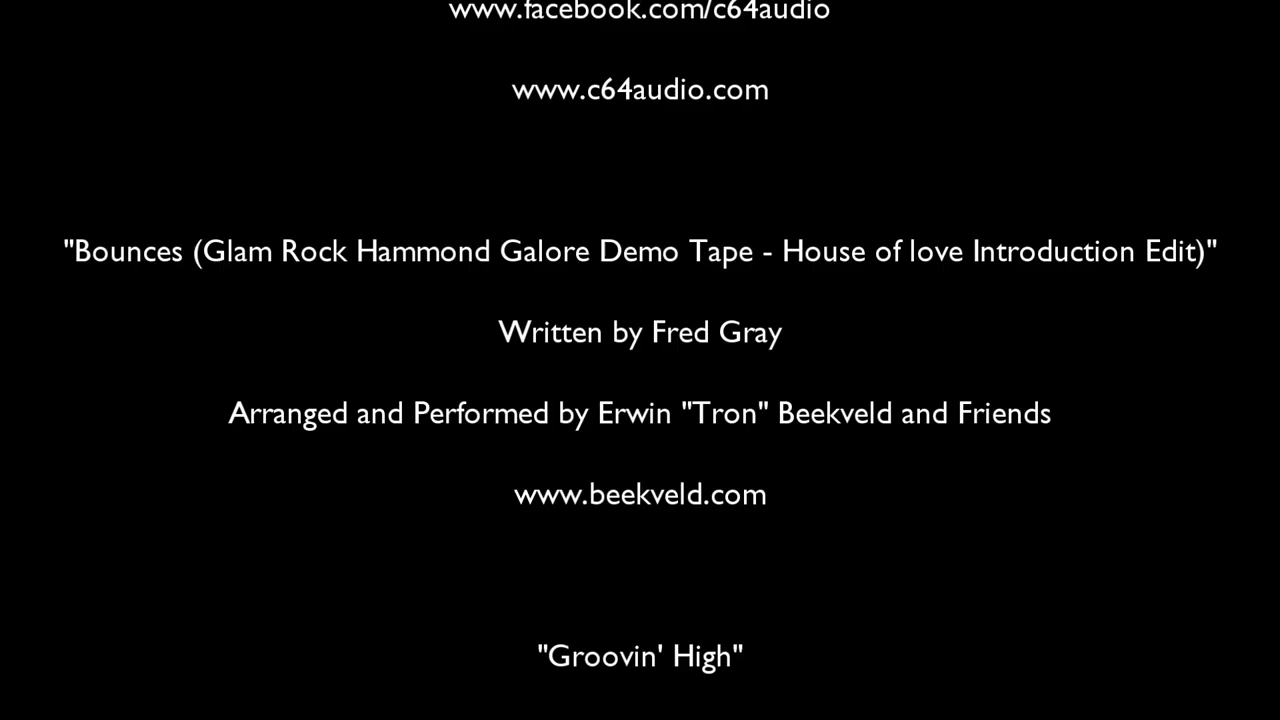 www.facebook.com/c64audio
www.c64audio.com
"Bounces (Glam Rock Hammond Galore Demo Tape - House of love Introduction Edit)"
Written by Fred Gray
Arranged and Performed by Erwin "Tron" Beekveld and Friends
www.beekveld.com
"Groovin' High"